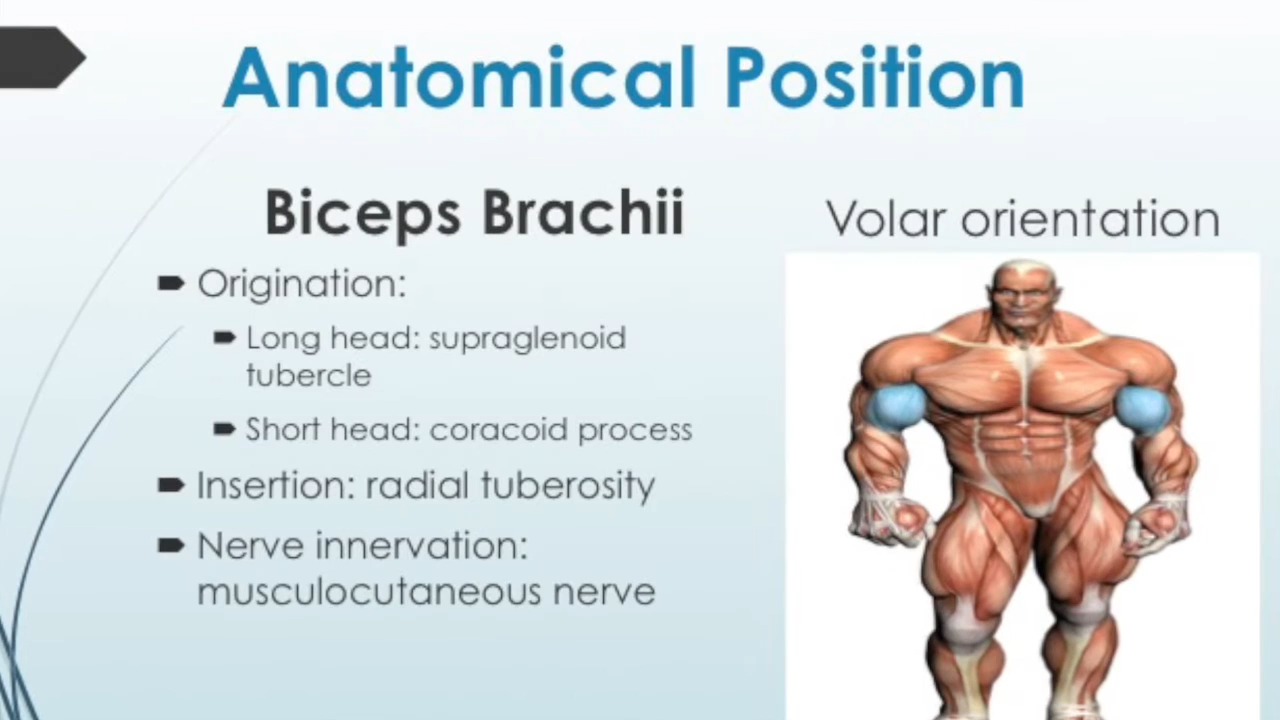 Anatomical Position
Biceps Brachii
Origination:
Long head: supraglenoid
tubercle
Short head: coracoid process
Insertion: radial tuberosity
Nerve innervation:
musculocutaneous nerve
Volar orientation